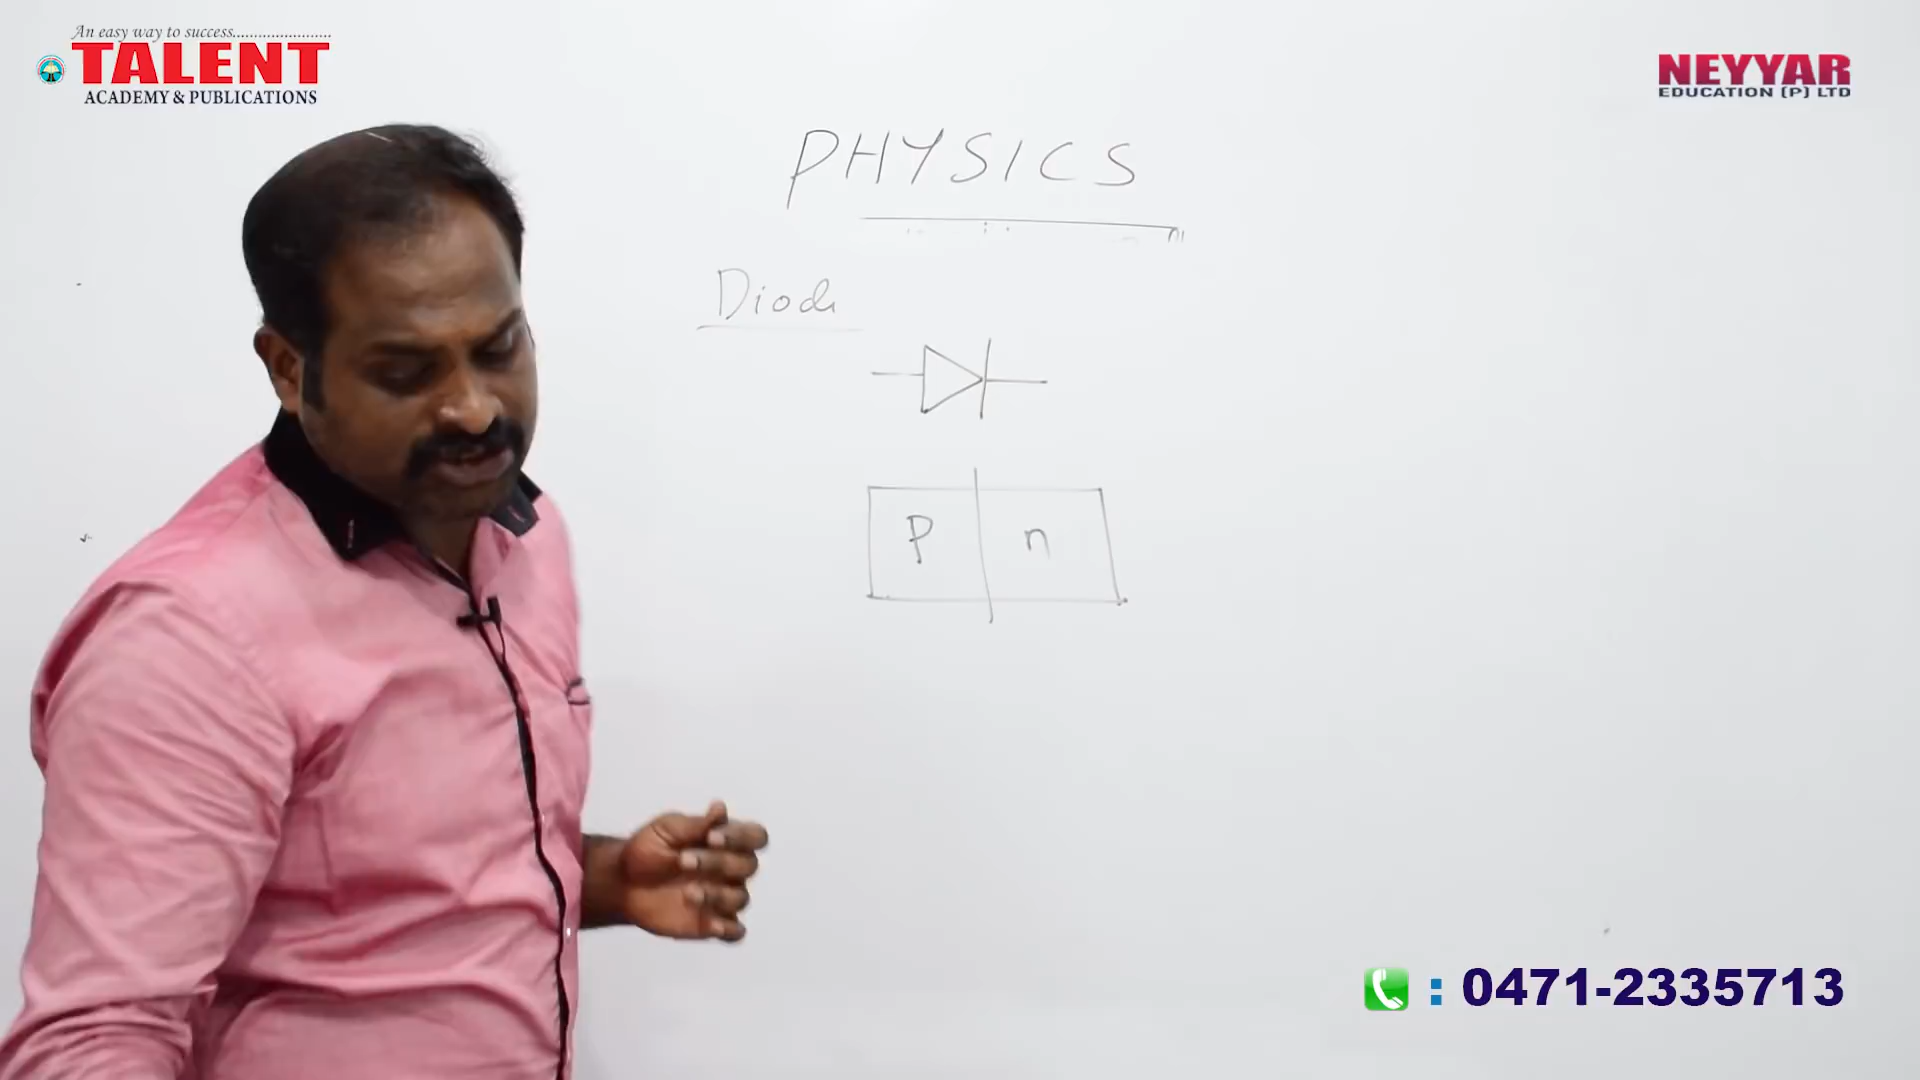 An easy way to success.......................
TALENT
ACADEMY & PUBLICATIONS
NEYYAR
EDUCATION (P) LTD
PHYSICS
Diode
P n
: 0471-2335713